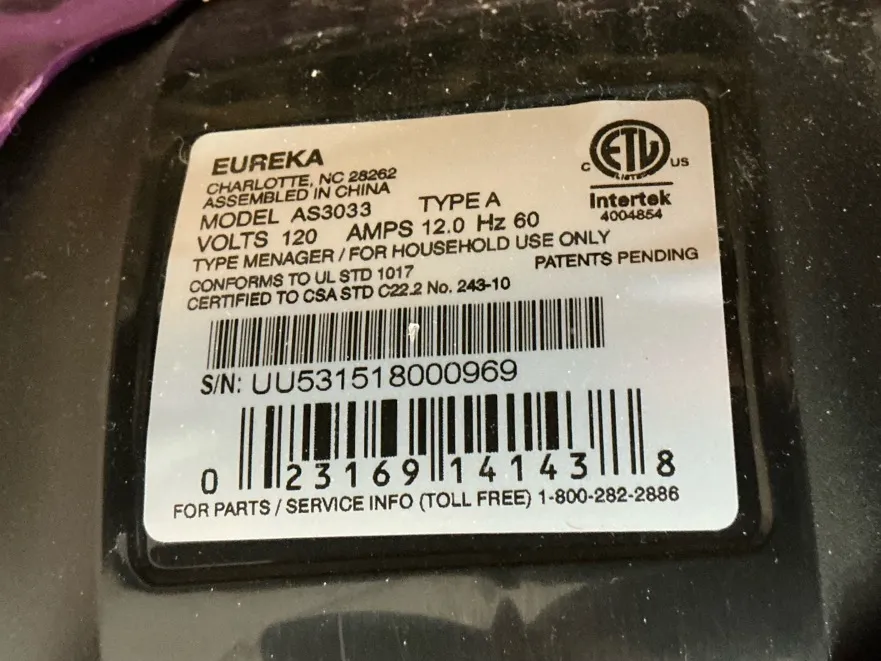 EUREKA
CHARLOTTE, NC 28262
ASSEMBLED IN CHINA
MODEL AS3033 TYPE A
VOLTS 120 AMPS 12.0 Hz 60
TYPE MENAGER / FOR HOUSEHOLD USE ONLY
CONFORMS TO UL STD 1017
CERTIFIED TO CSA STD C22.2 No. 243-10
PATENTS PENDING
C ETL US
LISTED
Intertek
4004854
S/N: UU531518000969
0 23169 14143 8
FOR PARTS / SERVICE INFO (TOLL FREE) 1-800-282-2886